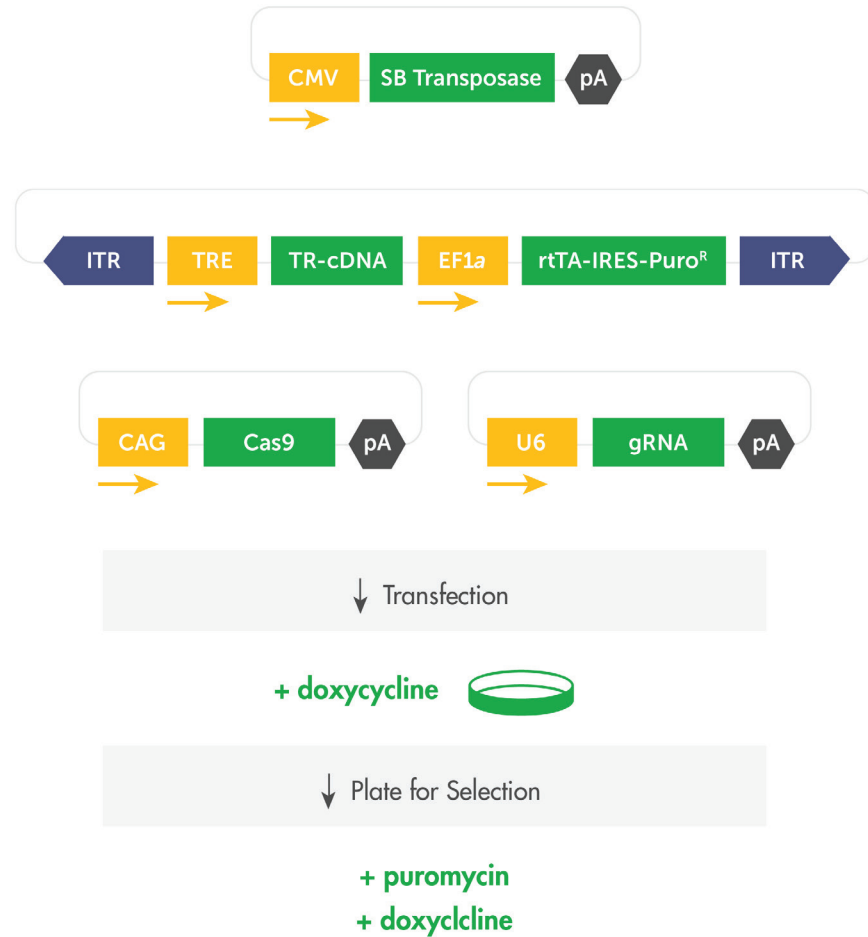 CMV SB Transposase pA
ITR TRE TR-cDNA EF1a rtTA-IRES-Puroᴿ ITR
CAG Cas9 pA U6 gRNA pA
↓ Transfection
+ doxycycline
↓ Plate for Selection
+ puromycin
+ doxyclcline